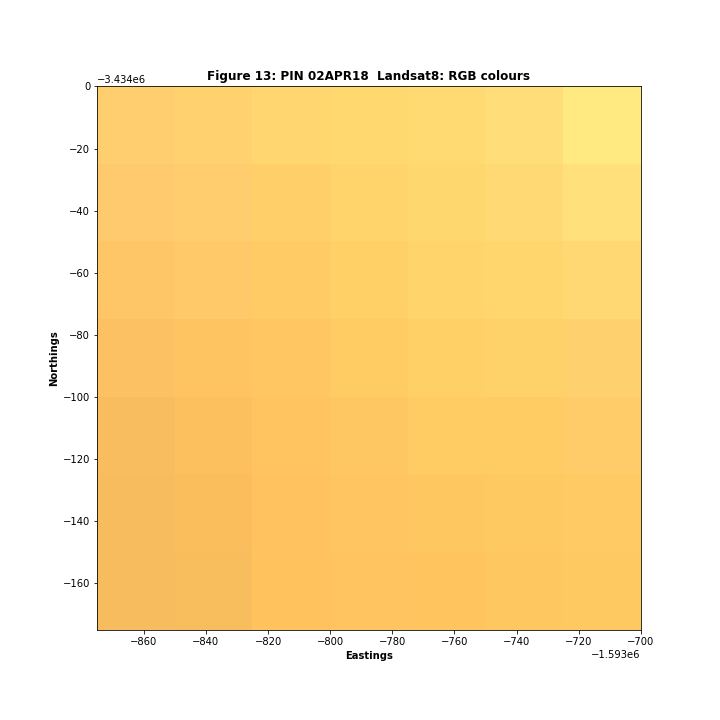 Figure 13: PIN 02APR18  Landsat8: RGB colours
−3.434e6
0
−20
−40
−60
−80
−100
−120
−140
−160
Northings
−860 −840 −820 −800 −780 −760 −740 −720 −700
Eastings
−1.593e6